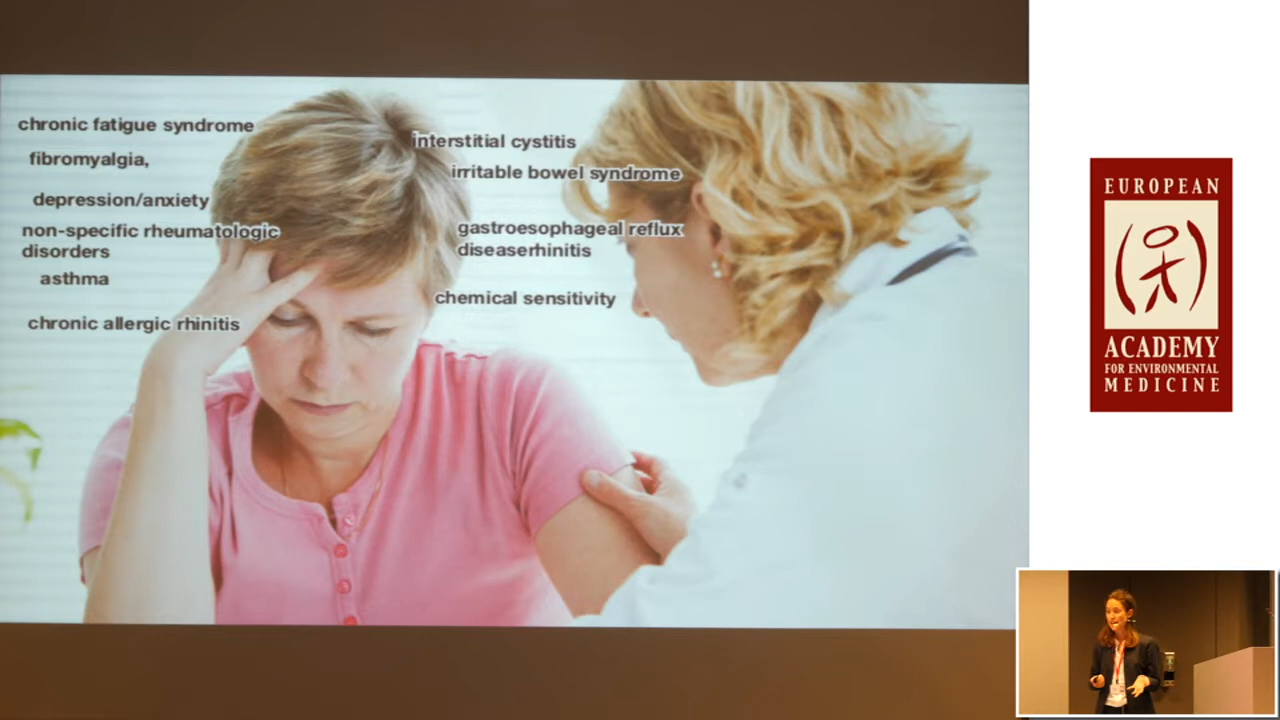 chronic fatigue syndrome
fibromyalgia,
depression/anxiety
non-specific rheumatologic
disorders
asthma
chronic allergic rhinitis
interstitial cystitis
irritable bowel syndrome
gastroesophageal reflux
diseaserhinitis
chemical sensitivity
EUROPEAN
ACADEMY
FOR ENVIRONMENTAL
MEDICINE